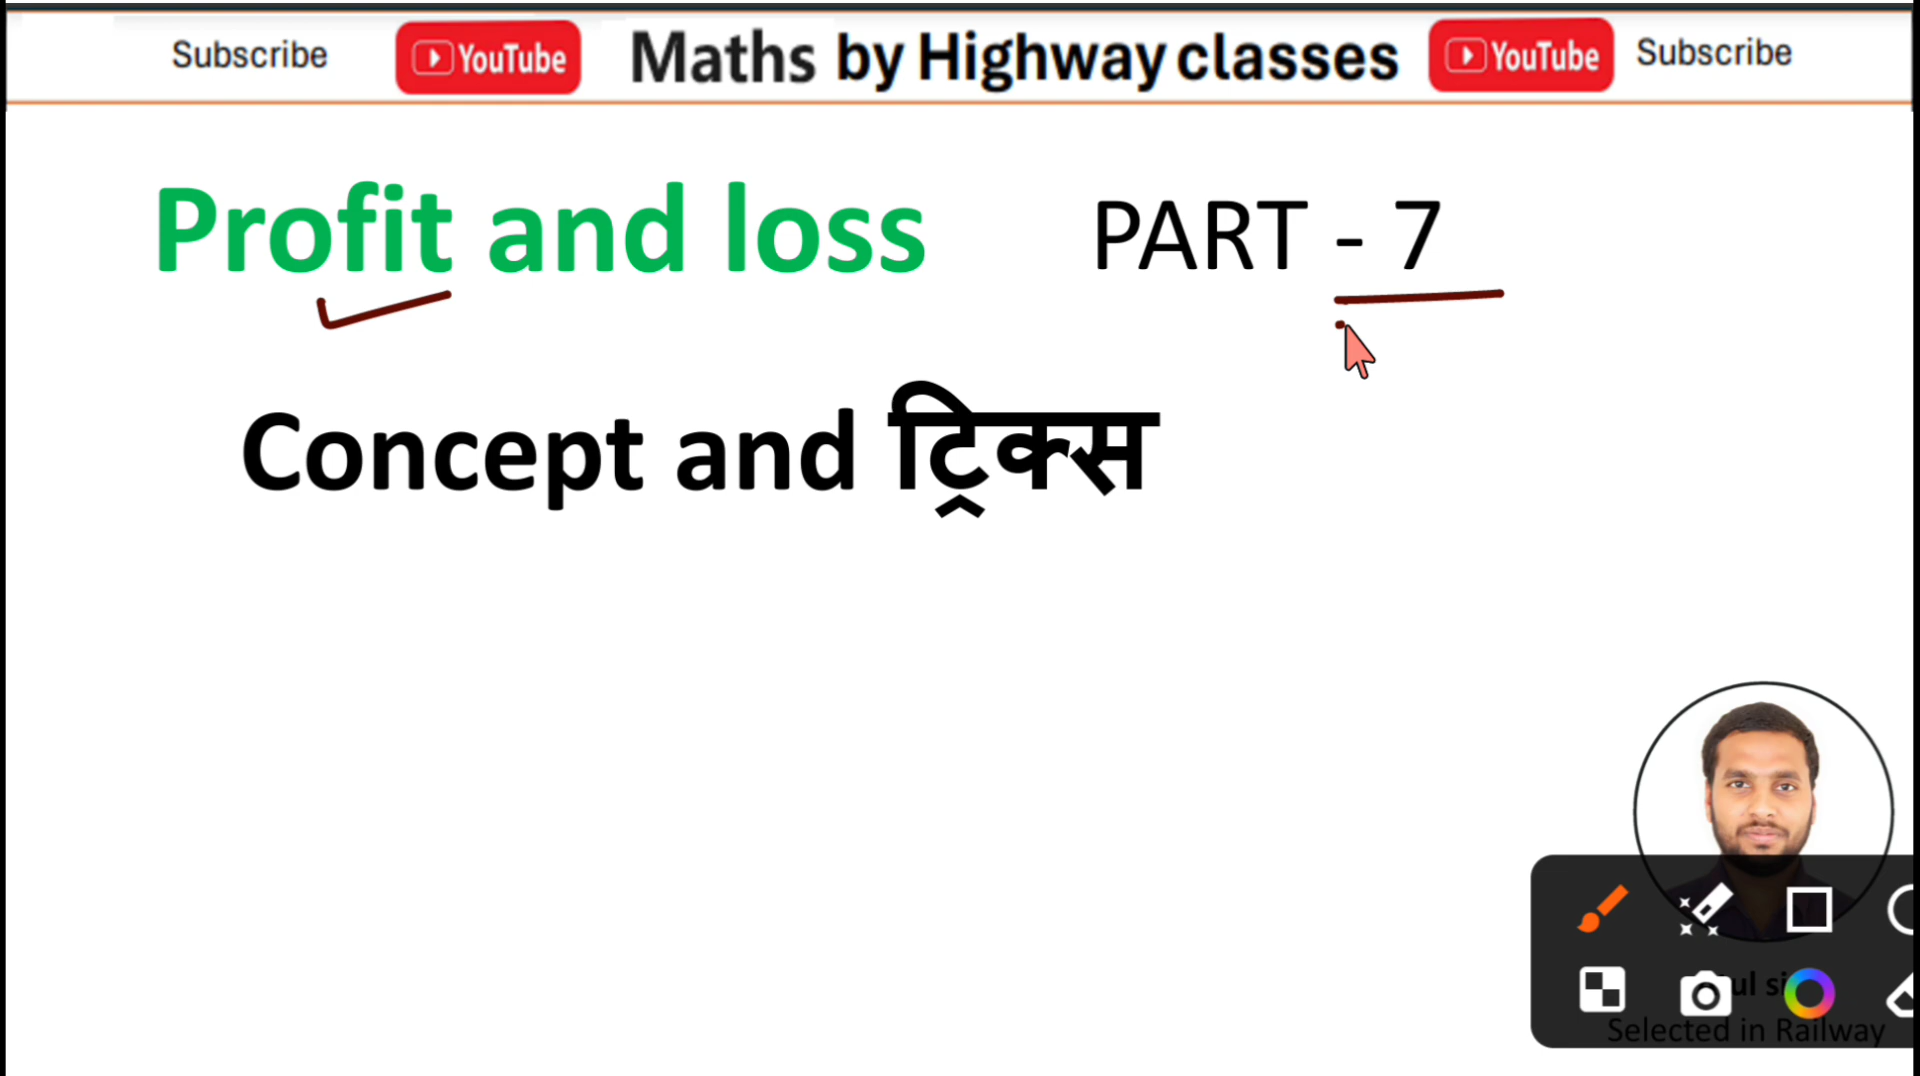 Subscribe YouTube Maths by Highway classes YouTube Subscribe
Profit and loss PART - 7
Concept and ट्रिक्स
Selected in Railway